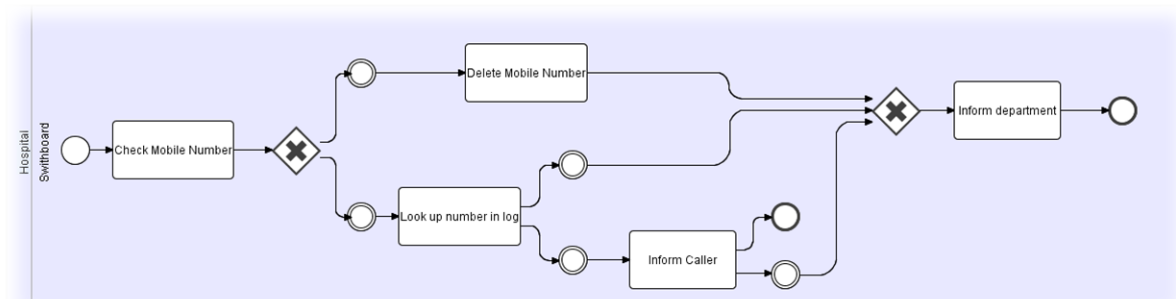 Hospital
Swithboard
Check Mobile Number
Delete Mobile Number
Look up number in log
Inform Caller
Inform department